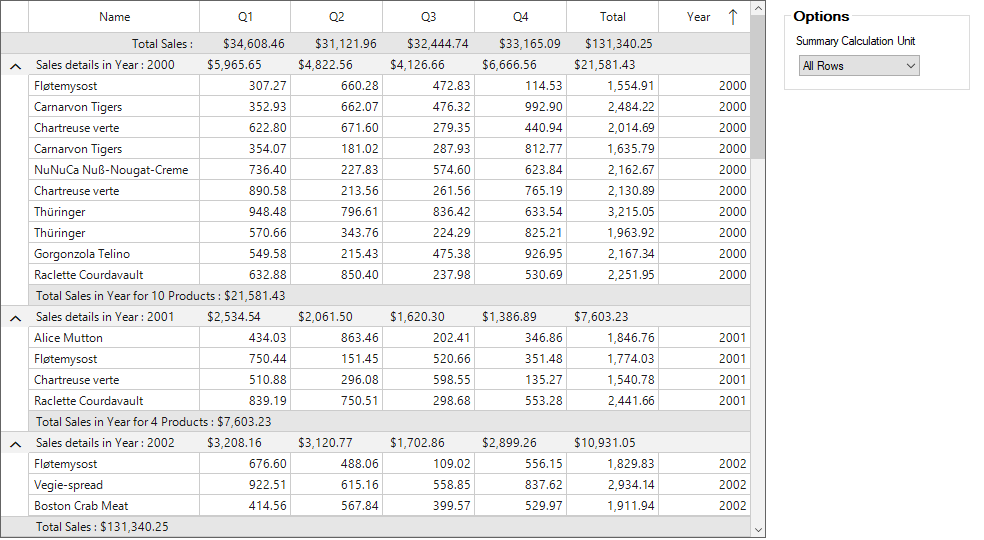 Name Q1 Q2 Q3 Q4 Total Year
Total Sales : $34,608.46 $31,121.96 $32,444.74 $33,165.09 $131,340.25
Sales details in Year : 2000 $5,965.65 $4,822.56 $4,126.66 $6,666.56 $21,581.43
Fløtemysost 307.27 660.28 472.83 114.53 1,554.91 2000
Carnarvon Tigers 352.93 662.07 476.32 992.90 2,484.22 2000
Chartreuse verte 622.80 671.60 279.35 440.94 2,014.69 2000
Carnarvon Tigers 354.07 181.02 287.93 812.77 1,635.79 2000
NuNuCa Nuß-Nougat-Creme 736.40 227.83 574.60 623.84 2,162.67 2000
Chartreuse verte 890.58 213.56 261.56 765.19 2,130.89 2000
Thüringer 948.48 796.61 836.42 633.54 3,215.05 2000
Thüringer 570.66 343.76 224.29 825.21 1,963.92 2000
Gorgonzola Telino 549.58 215.43 475.38 926.95 2,167.34 2000
Raclette Courdavault 632.88 850.40 237.98 530.69 2,251.95 2000
Total Sales in Year for 10 Products : $21,581.43
Sales details in Year : 2001 $2,534.54 $2,061.50 $1,620.30 $1,386.89 $7,603.23
Alice Mutton 434.03 863.46 202.41 346.86 1,846.76 2001
Fløtemysost 750.44 151.45 520.66 351.48 1,774.03 2001
Chartreuse verte 510.88 296.08 598.55 135.27 1,540.78 2001
Raclette Courdavault 839.19 750.51 298.68 553.28 2,441.66 2001
Total Sales in Year for 4 Products : $7,603.23
Sales details in Year : 2002 $3,208.16 $3,120.77 $1,702.86 $2,899.26 $10,931.05
Fløtemysost 676.60 488.06 109.02 556.15 1,829.83 2002
Vegie-spread 922.51 615.16 558.85 837.62 2,934.14 2002
Boston Crab Meat 414.56 567.84 399.57 529.97 1,911.94 2002
Total Sales : $131,340.25
Options
Summary Calculation Unit
All Rows